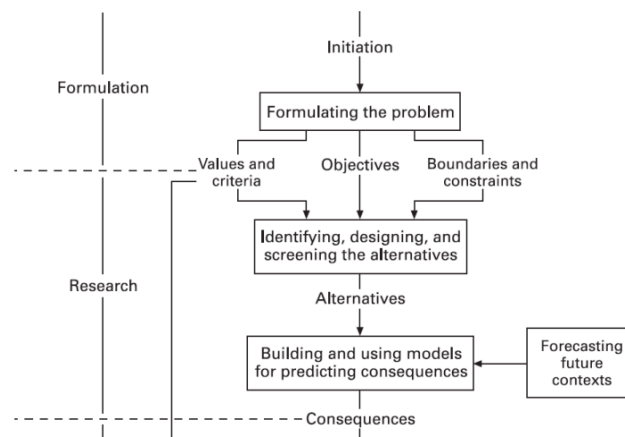 Initiation
Formulation
Formulating the problem
Values and
criteria
Objectives
Boundaries and
constraints
Identifying, designing, and
screening the alternatives
Research
Alternatives
Building and using models
for predicting consequences
Forecasting
future
contexts
Consequences